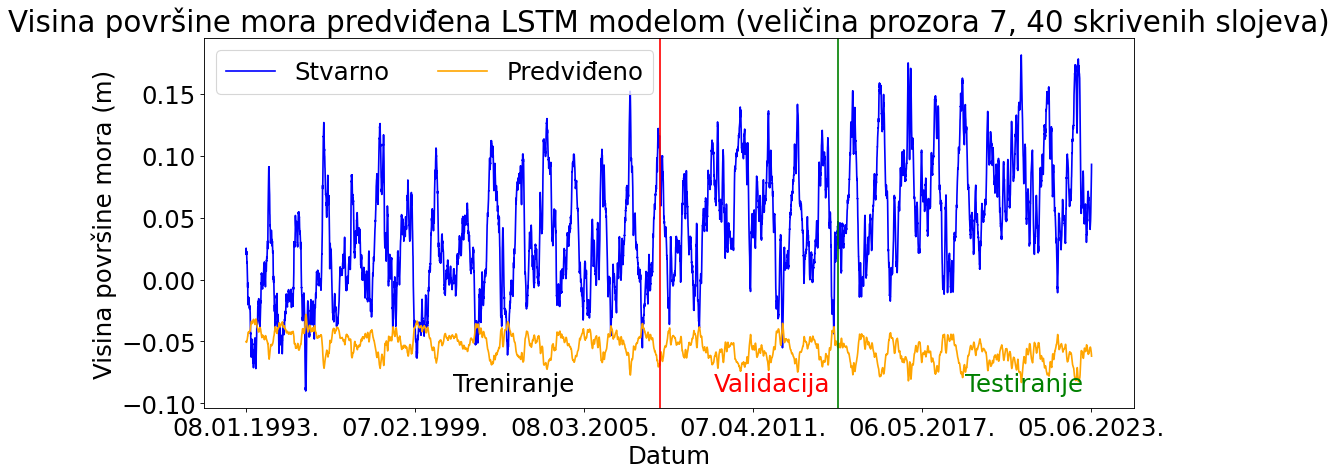 Visina površine mora predviđena LSTM modelom (veličina prozora 7, 40 skrivenih slojeva)
Stvarno Predviđeno
Visina površine mora (m)
0.15
0.10
0.05
0.00
−0.05
−0.10
Treniranje Validacija Testiranje
08.01.1993. 07.02.1999. 08.03.2005. 07.04.2011. 06.05.2017. 05.06.2023.
Datum